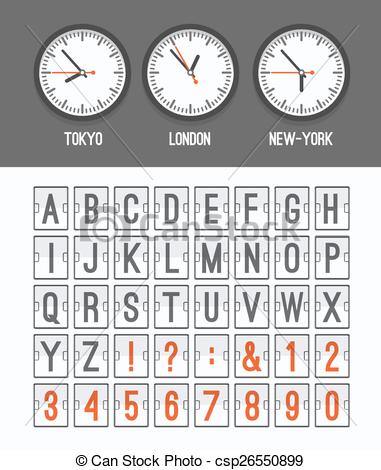 TOKYO LONDON NEW-YORK
A B C D E F G H
I J K L M N O P
Q R S T U V W X
Y Z ! ? : & 1 2
3 4 5 6 7 8 9 0
© Can Stock Photo
© Can Stock Photo - csp26550899